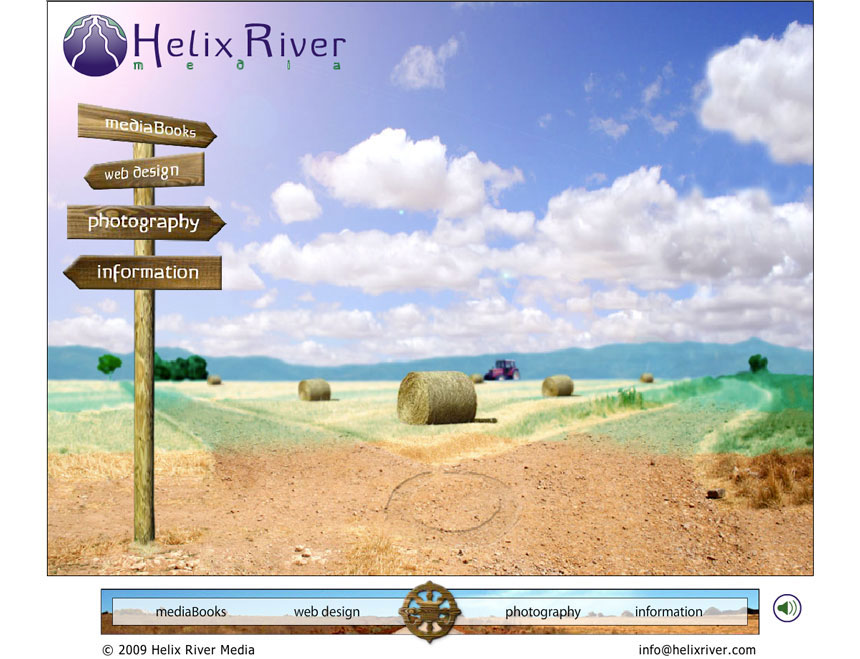 Helix River
media
mediaBooks
web design
photography
information
mediaBooks web design photography information
© 2009 Helix River Media info@helixriver.com